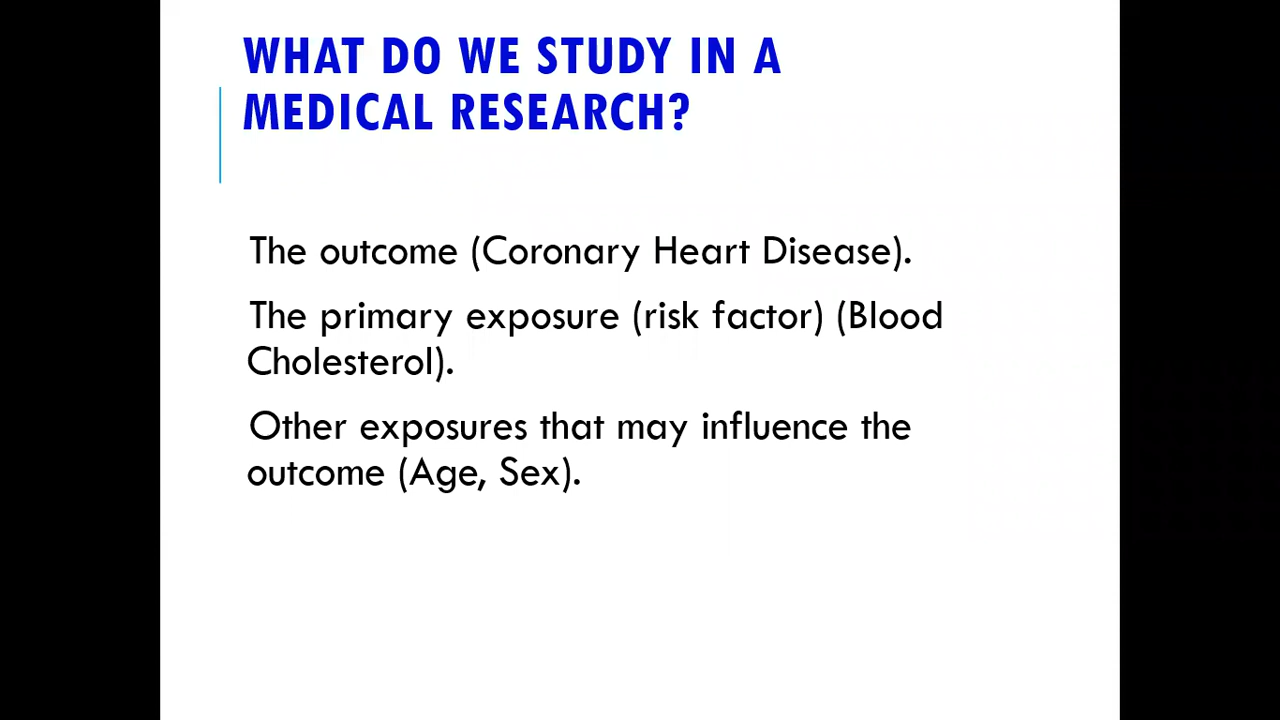 WHAT DO WE STUDY IN A
MEDICAL RESEARCH?
The outcome (Coronary Heart Disease).
The primary exposure (risk factor) (Blood
Cholesterol).
Other exposures that may influence the
outcome (Age, Sex).